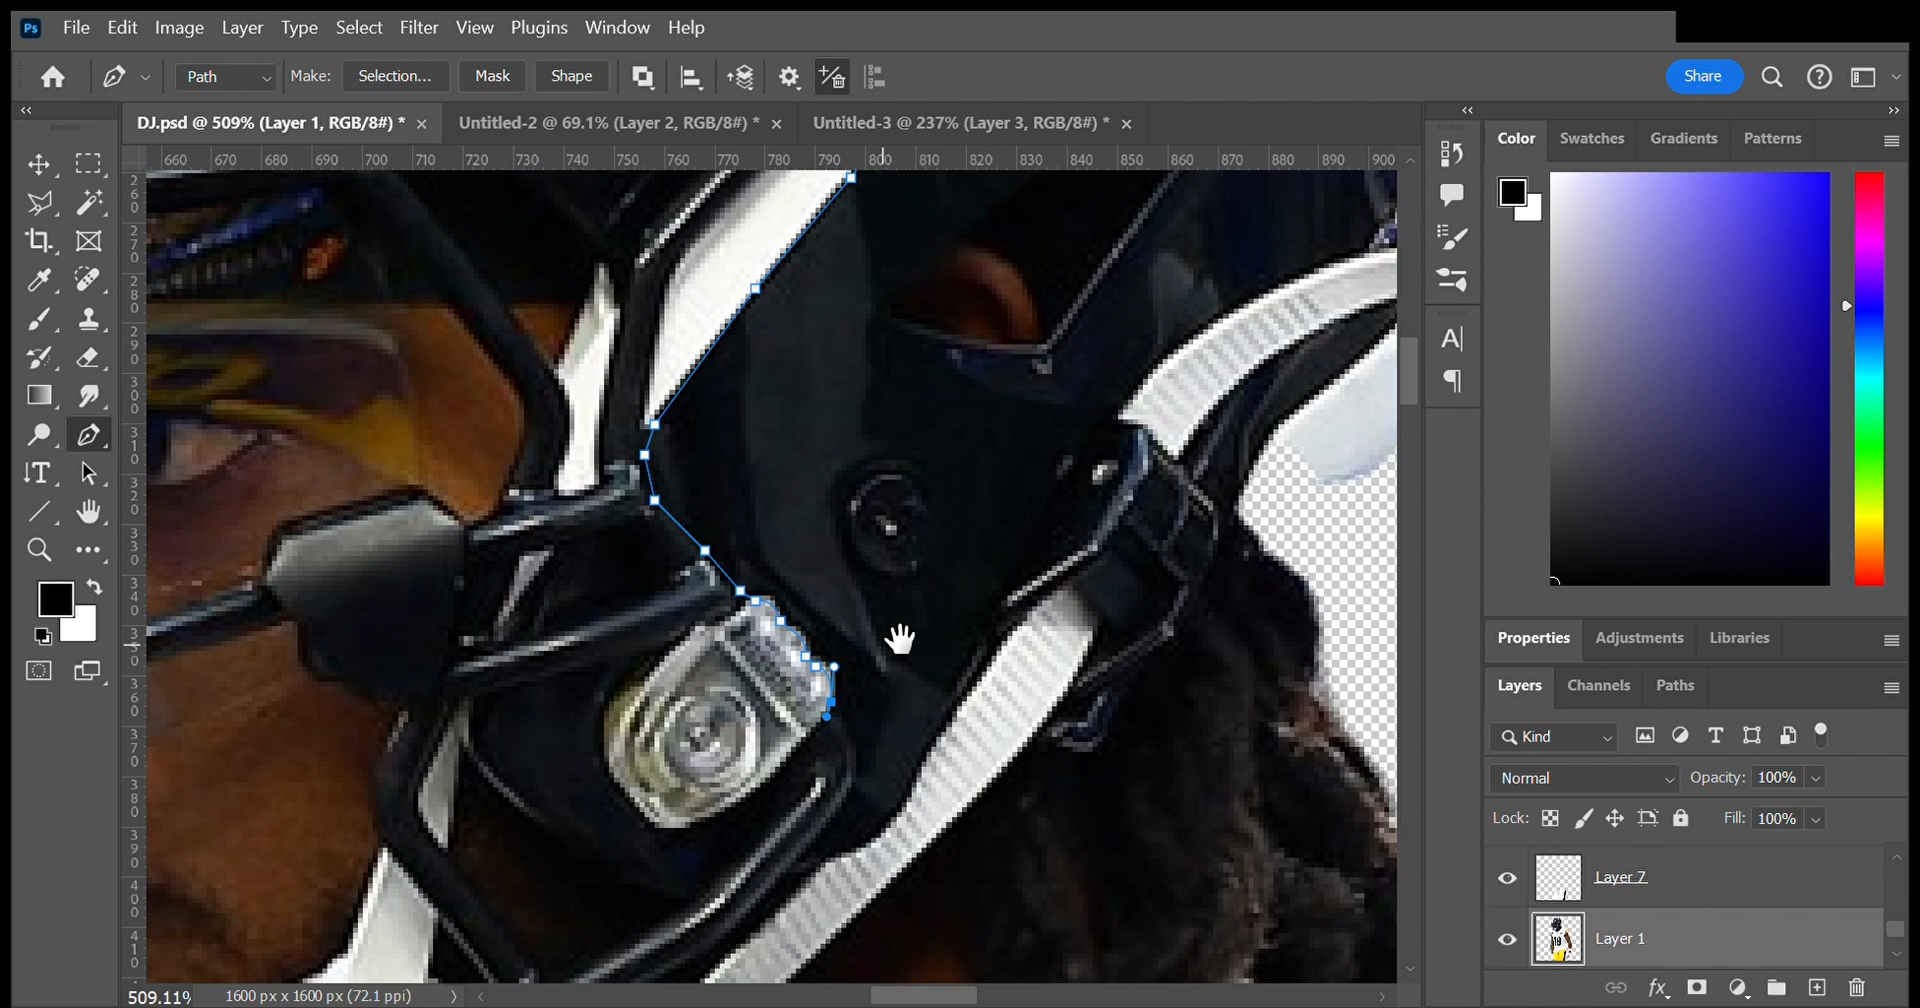 Ps File Edit Image Layer Type Select Filter View Plugins Window Help
Path Make: Selection... Mask Shape Share
DJ.psd @ 509% (Layer 1, RGB/8#) * Untitled-2 @ 69.1% (Layer 2, RGB/8#) * Untitled-3 @ 237% (Layer 3, RGB/8#) *
660 670 680 690 700 710 720 730 740 750 760 770 780 790 800 810 820 830 840 850 860 870 880 890 900
260
270
280
290
300
310
320
330
340
350
360
370
380
390
400
410
Color Swatches Gradients Patterns
Properties Adjustments Libraries
Layers Channels Paths
Kind
Normal Opacity: 100%
Lock: Fill: 100%
Layer 7
Layer 1
509.11% 1600 px x 1600 px (72.1 ppi)